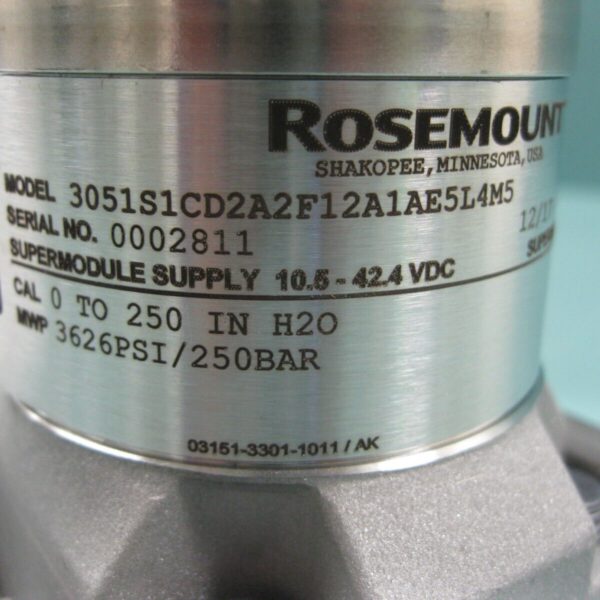 ROSEMOUNT
SHAKOPEE, MINNESOTA, USA
MODEL 3051S1CD2A2F12A1AE5L4M5
SERIAL NO. 0002811 12/17
SUPERMODULE SUPPLY 10.5 - 42.4 VDC
CAL 0 TO 250 IN H2O
MWP 3626PSI/250BAR
03151-3301-1011 / AK